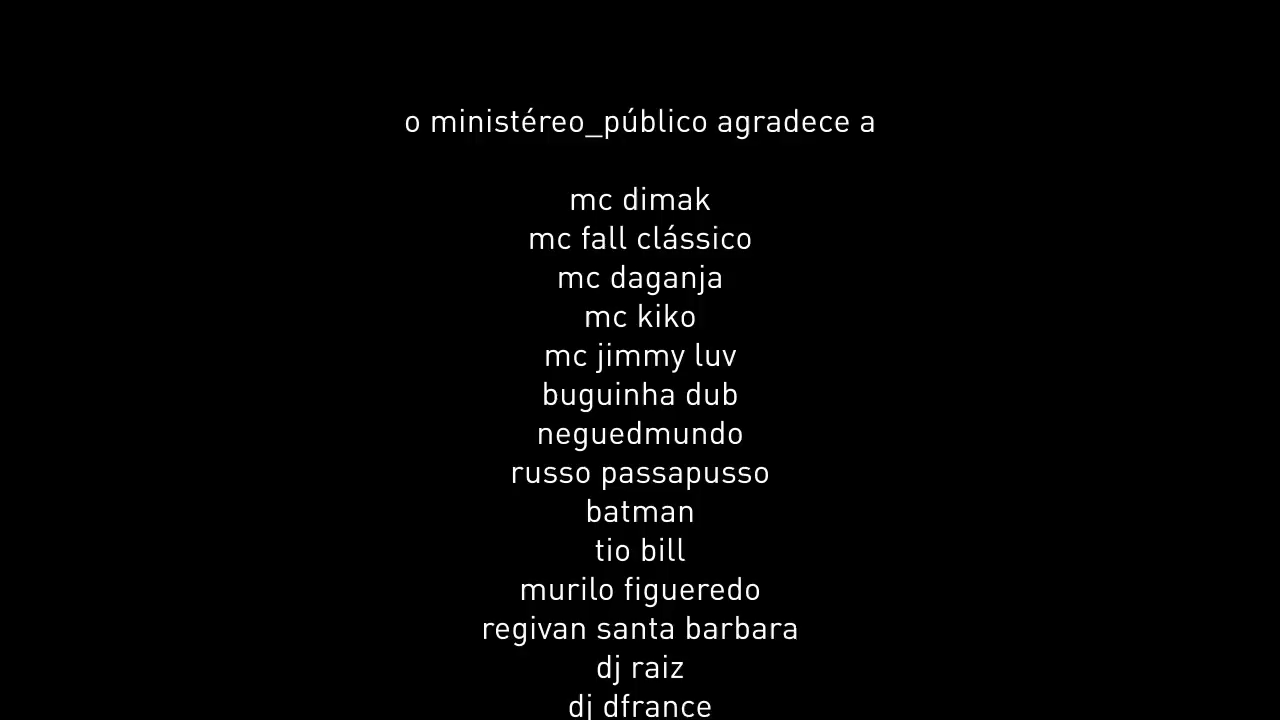 o ministéreo_público agradece a
mc dimak
mc fall clássico
mc daganja
mc kiko
mc jimmy luv
buguinha dub
neguedmundo
russo passapusso
batman
tio bill
murilo figueredo
regivan santa barbara
dj raiz
dj dfrance